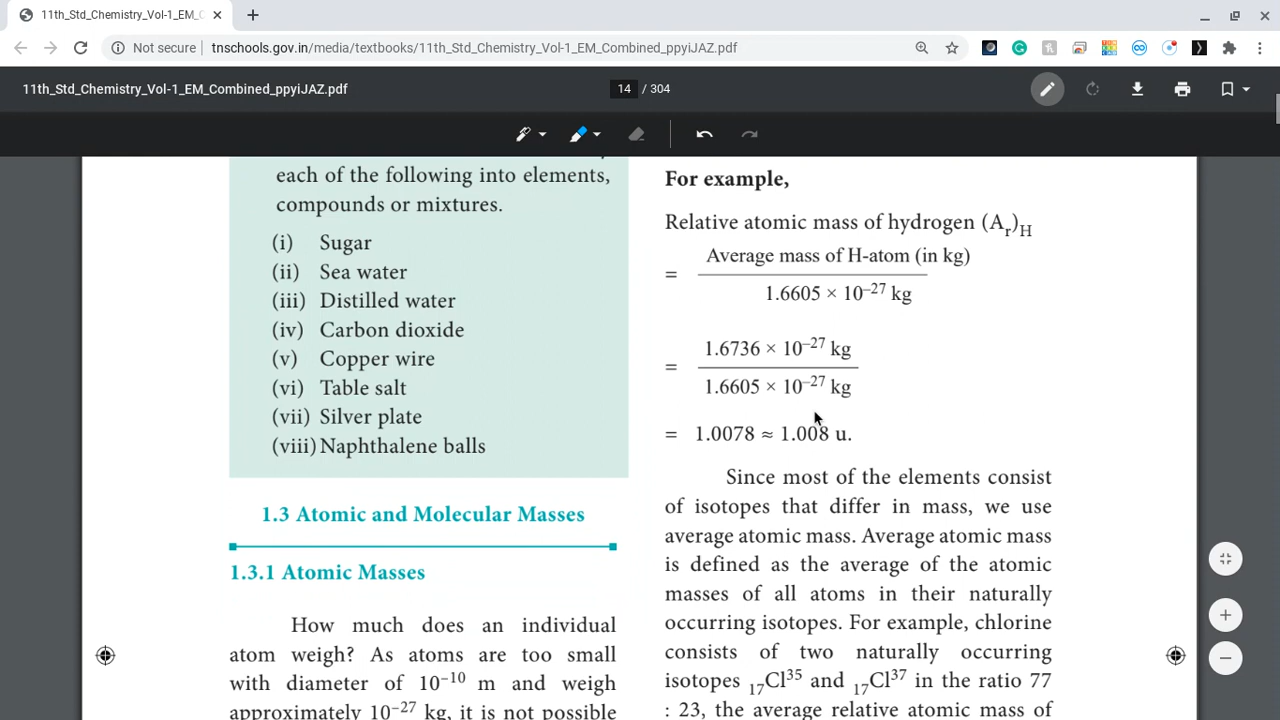 11th_Std_Chemistry_Vol-1_EM_C
Not secure | tnschools.gov.in/media/textbooks/11th_Std_Chemistry_Vol-1_EM_Combined_ppyiJAZ.pdf
11th_Std_Chemistry_Vol-1_EM_Combined_ppyiJAZ.pdf
14 / 304
each of the following into elements,
compounds or mixtures.
(i) Sugar
(ii) Sea water
(iii) Distilled water
(iv) Carbon dioxide
(v) Copper wire
(vi) Table salt
(vii) Silver plate
(viii) Naphthalene balls
1.3 Atomic and Molecular Masses
1.3.1 Atomic Masses
How much does an individual
atom weigh? As atoms are too small
with diameter of 10⁻¹⁰ m and weigh
approximately 10⁻²⁷ kg, it is not possible
For example,
Relative atomic mass of hydrogen (Aᵣ)H
= Average mass of H-atom (in kg)
1.6605 × 10⁻²⁷ kg
= 1.6736 × 10⁻²⁷ kg
1.6605 × 10⁻²⁷ kg
= 1.0078 ≈ 1.008 u.
Since most of the elements consist
of isotopes that differ in mass, we use
average atomic mass. Average atomic mass
is defined as the average of the atomic
masses of all atoms in their naturally
occurring isotopes. For example, chlorine
consists of two naturally occurring
isotopes ₁₇Cl³⁵ and ₁₇Cl³⁷ in the ratio 77
: 23, the average relative atomic mass of